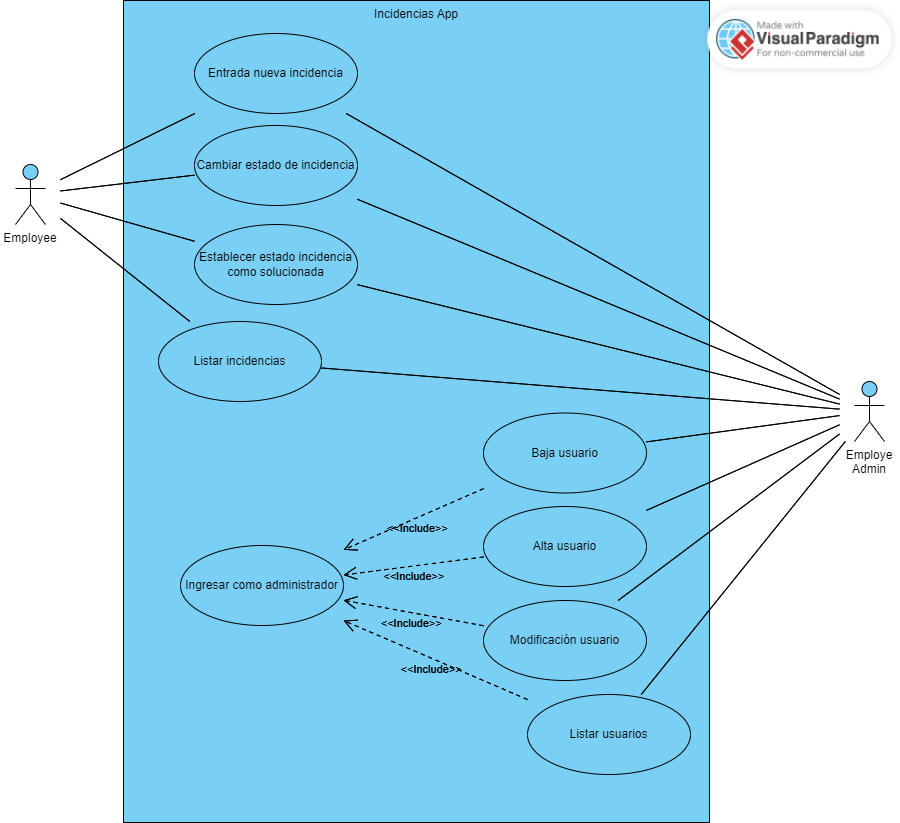 Incidencias App
Made with
VisualParadigm
For non-commercial use
Entrada nueva incidencia
Cambiar estado de incidencia
Employee
Establecer estado incidencia
como solucionada
Listar incidencias
Employe
Admin
Baja usuario
<<Include>>
Alta usuario
<<Include>>
Ingresar como administrador
<<Include>>
Modificación usuario
<<Include>>
Listar usuarios